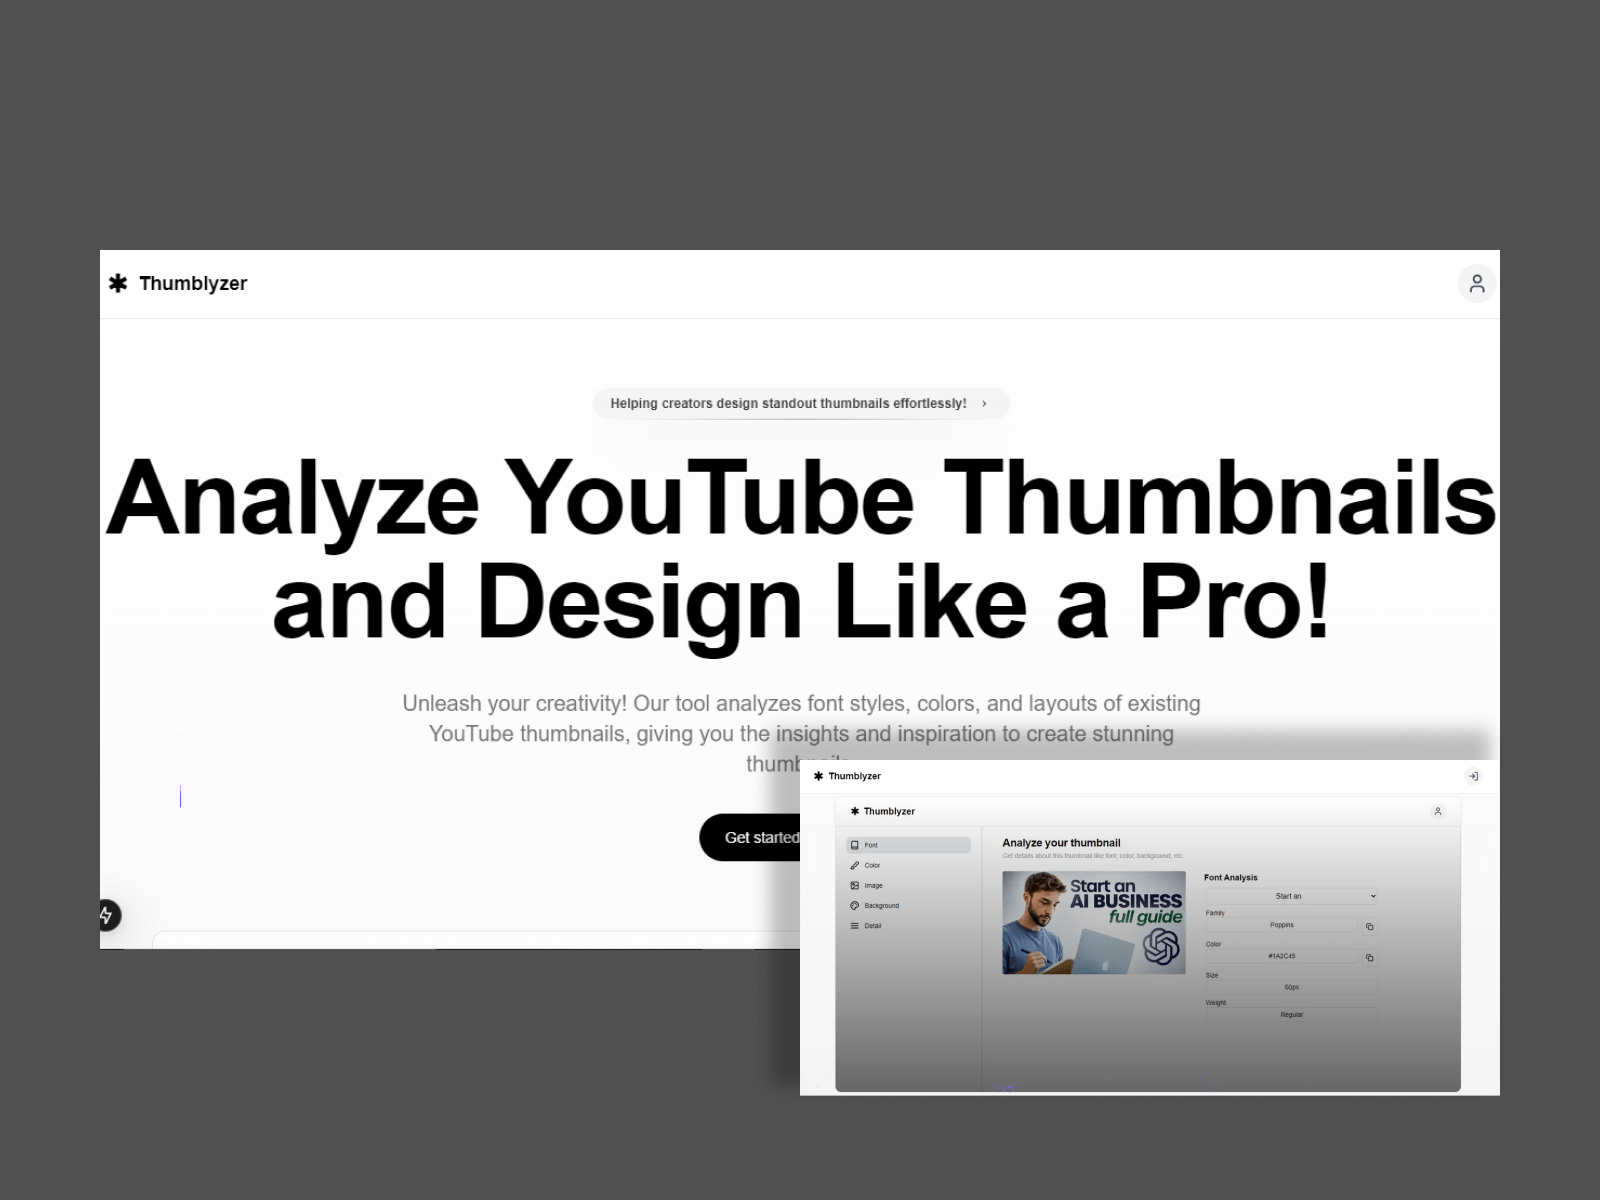 Thumblyzer
Helping creators design standout thumbnails effortlessly!
Analyze YouTube Thumbnails
and Design Like a Pro!
Unleash your creativity! Our tool analyzes font styles, colors, and layouts of existing
YouTube thumbnails, giving you the insights and inspiration to create stunning
Get started
Thumblyzer
Thumblyzer
Font
Color
Image
Background
Detail
Analyze your thumbnail
Get details about this thumbnail like font, color, background, etc.
Start an
AI BUSINESS
full guide
Font Analysis
Start an
Family
Poppins
Color
#1A2C45
Size
60px
Weight
Regular